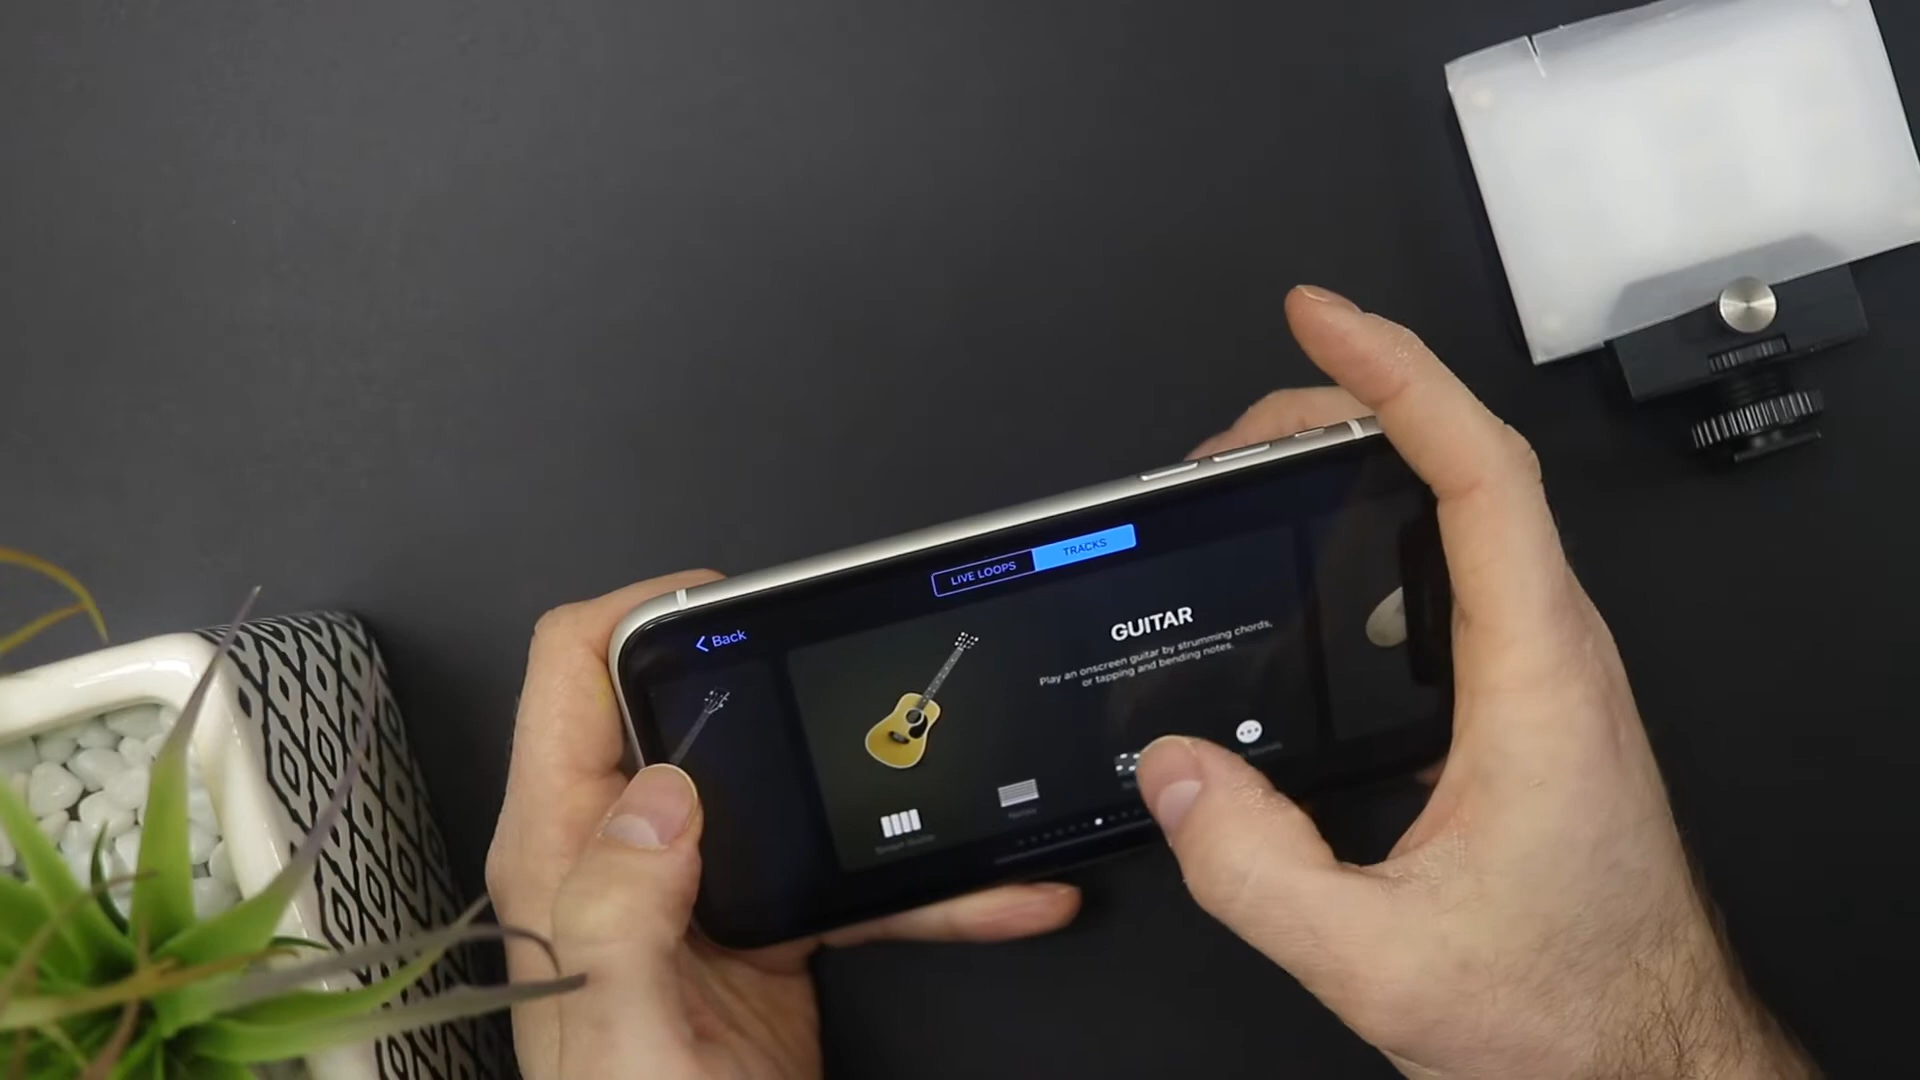 LIVE LOOPS
TRACKS
Back
GUITAR
Play an onscreen guitar by strumming chords,
or tapping and bending notes.